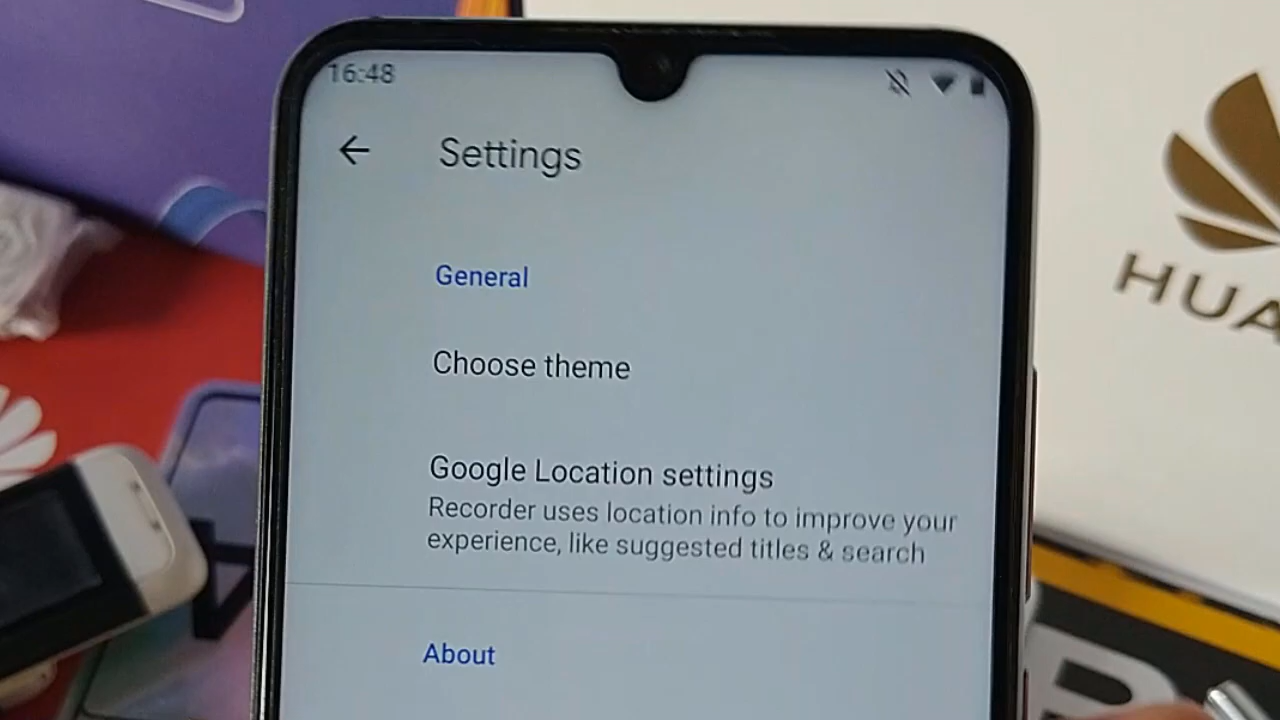 16:48
Settings
General
Choose theme
Google Location settings
Recorder uses location info to improve your
experience, like suggested titles & search
About
HUA